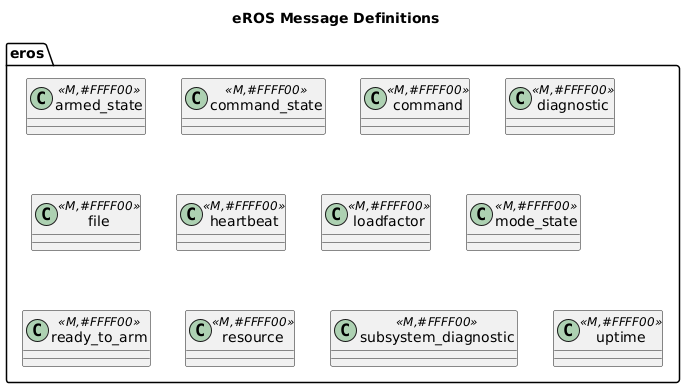 eROS Message Definitions
eros
C «M,#FFFF00» armed_state
C «M,#FFFF00» command_state
C «M,#FFFF00» command
C «M,#FFFF00» diagnostic
C «M,#FFFF00» file
C «M,#FFFF00» heartbeat
C «M,#FFFF00» loadfactor
C «M,#FFFF00» mode_state
C «M,#FFFF00» ready_to_arm
C «M,#FFFF00» resource
C «M,#FFFF00» subsystem_diagnostic
C «M,#FFFF00» uptime